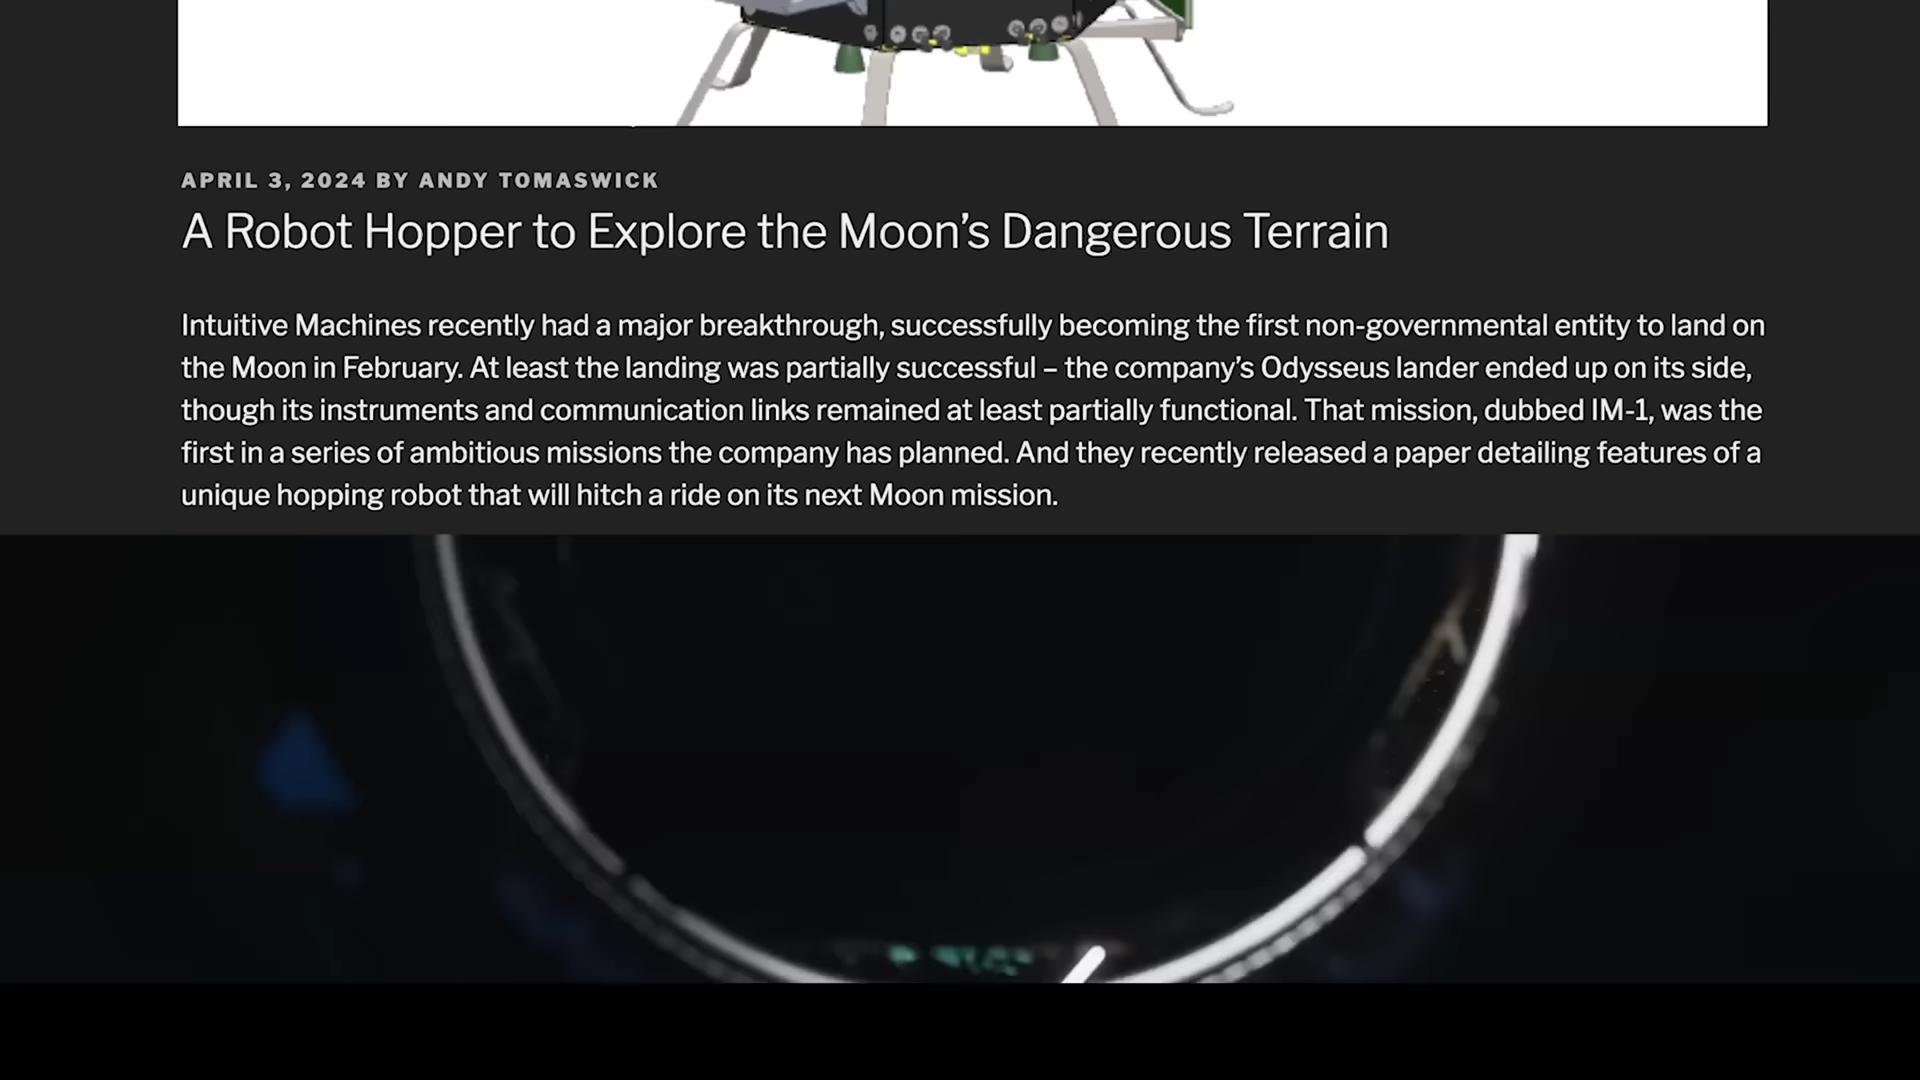 APRIL 3, 2024 BY ANDY TOMASWICK
A Robot Hopper to Explore the Moon’s Dangerous Terrain
Intuitive Machines recently had a major breakthrough, successfully becoming the first non-governmental entity to land on
the Moon in February. At least the landing was partially successful – the company’s Odysseus lander ended up on its side,
though its instruments and communication links remained at least partially functional. That mission, dubbed IM-1, was the
first in a series of ambitious missions the company has planned. And they recently released a paper detailing features of a
unique hopping robot that will hitch a ride on its next Moon mission.